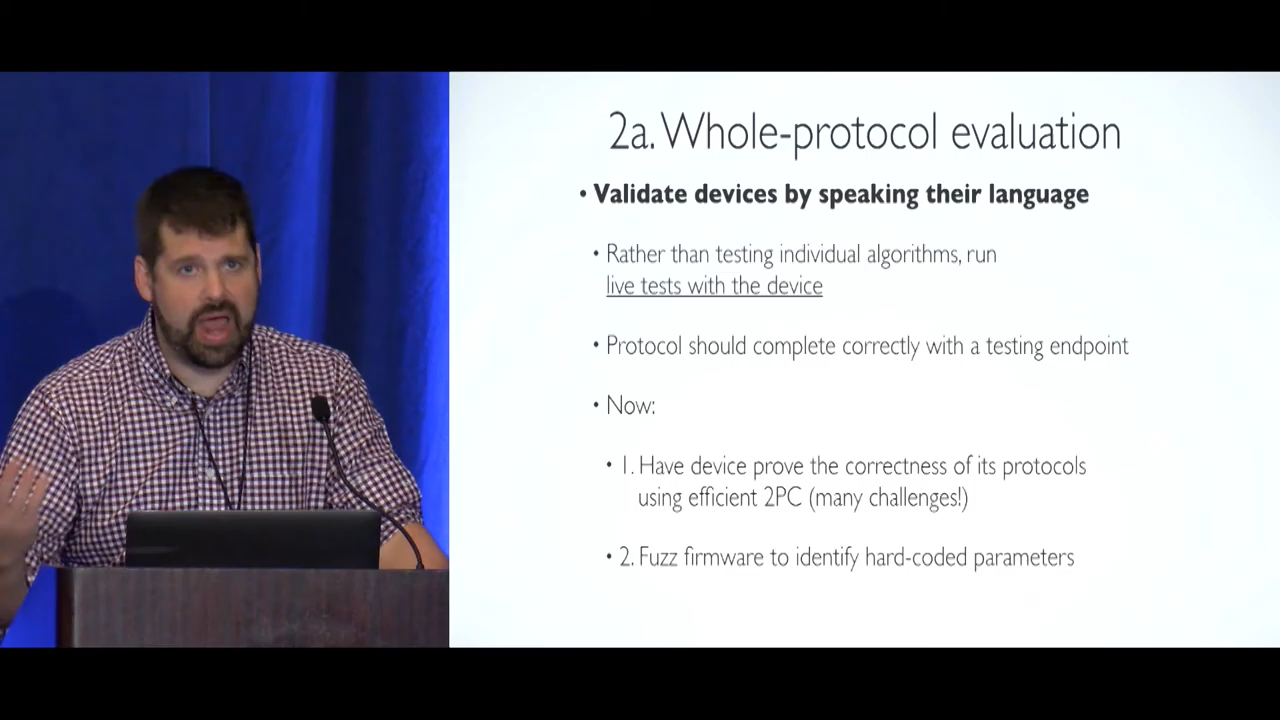 2a. Whole-protocol evaluation
• Validate devices by speaking their language
• Rather than testing individual algorithms, run
live tests with the device
• Protocol should complete correctly with a testing endpoint
• Now:
• 1. Have device prove the correctness of its protocols
using efficient 2PC (many challenges!)
• 2. Fuzz firmware to identify hard-coded parameters